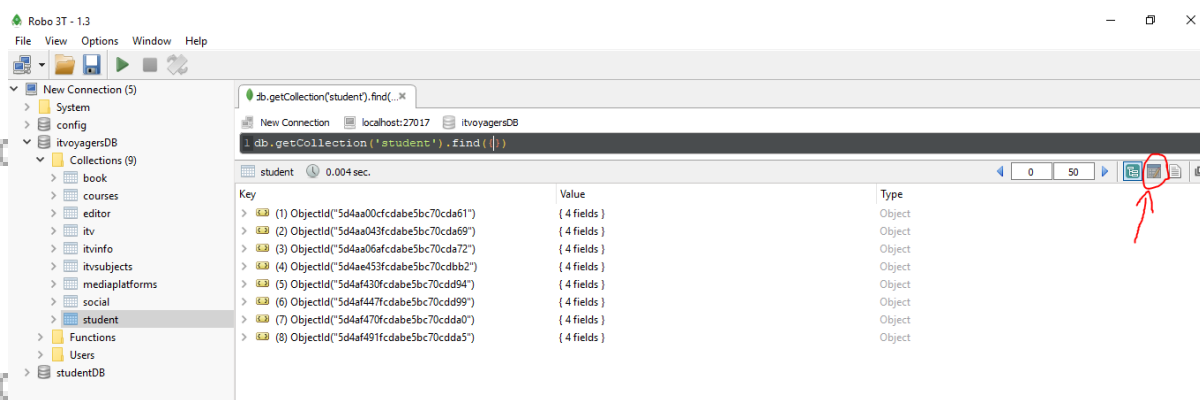 Robo 3T - 1.3
File View Options Window Help
New Connection (5)
System
config
itvoyagersDB
Collections (9)
book
courses
editor
itv
itvinfo
itvsubjects
mediaplatforms
social
student
Functions
Users
studentDB
db.getCollection('student').find(...
New Connection localhost:27017 itvoyagersDB
1 db.getCollection('student').find({})
student 0.004 sec. 0 50
Key Value Type
(1) ObjectId("5d4aa00cfcdabe5bc70cda61") { 4 fields } Object
(2) ObjectId("5d4aa043fcdabe5bc70cda69") { 4 fields } Object
(3) ObjectId("5d4aa06afcdabe5bc70cda72") { 4 fields } Object
(4) ObjectId("5d4ae453fcdabe5bc70cdbb2") { 4 fields } Object
(5) ObjectId("5d4af430fcdabe5bc70cdd94") { 4 fields } Object
(6) ObjectId("5d4af447fcdabe5bc70cdd99") { 4 fields } Object
(7) ObjectId("5d4af470fcdabe5bc70cdda0") { 4 fields } Object
(8) ObjectId("5d4af491fcdabe5bc70cdda5") { 4 fields } Object